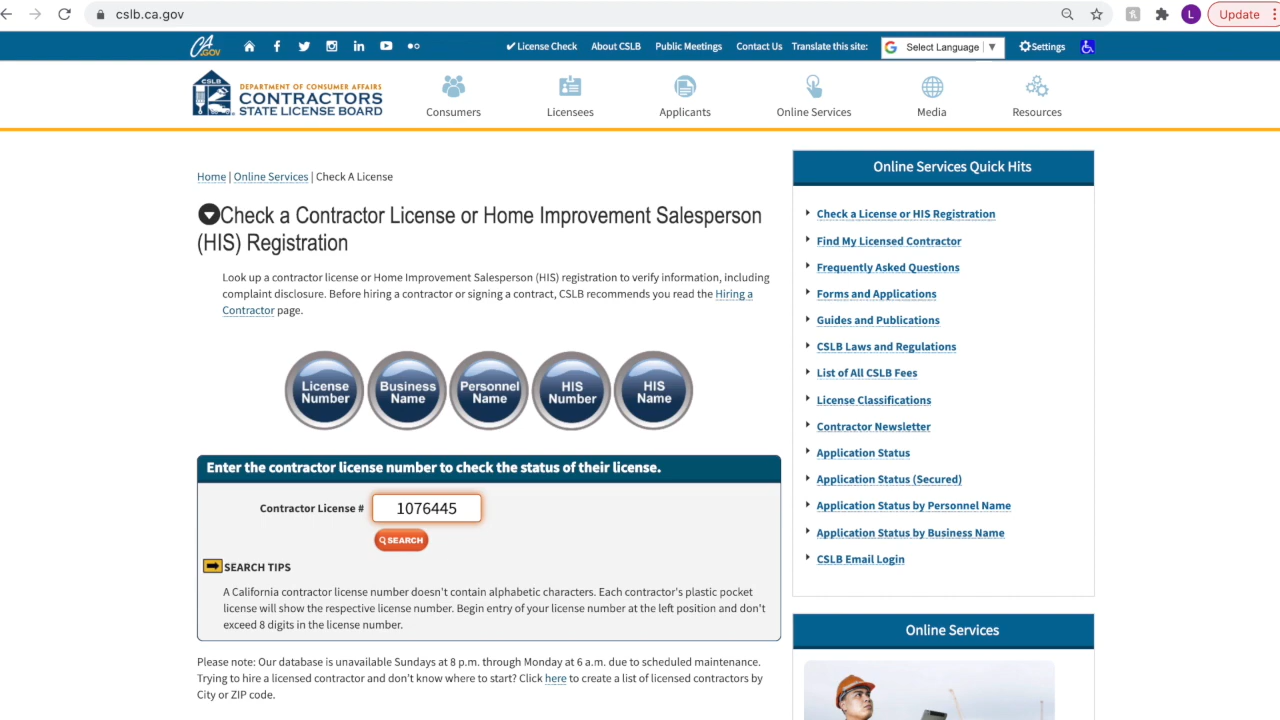 cslb.ca.gov
L
Update
CA
.GOV
✔ License Check About CSLB Public Meetings Contact Us Translate this site: G Select Language ▼ Settings
CSLB
DEPARTMENT OF CONSUMER AFFAIRS
CONTRACTORS
STATE LICENSE BOARD
Consumers Licensees Applicants Online Services Media Resources
Home | Online Services | Check A License
Check a Contractor License or Home Improvement Salesperson
(HIS) Registration
Look up a contractor license or Home Improvement Salesperson (HIS) registration to verify information, including
complaint disclosure. Before hiring a contractor or signing a contract, CSLB recommends you read the Hiring a
Contractor page.
License
Number
Business
Name
Personnel
Name
HIS
Number
HIS
Name
Enter the contractor license number to check the status of their license.
Contractor License # 1076445
SEARCH
SEARCH TIPS
A California contractor license number doesn't contain alphabetic characters. Each contractor's plastic pocket
license will show the respective license number. Begin entry of your license number at the left position and don't
exceed 8 digits in the license number.
Please note: Our database is unavailable Sundays at 8 p.m. through Monday at 6 a.m. due to scheduled maintenance.
Trying to hire a licensed contractor and don't know where to start? Click here to create a list of licensed contractors by
City or ZIP code.
Online Services Quick Hits
Check a License or HIS Registration
Find My Licensed Contractor
Frequently Asked Questions
Forms and Applications
Guides and Publications
CSLB Laws and Regulations
List of All CSLB Fees
License Classifications
Contractor Newsletter
Application Status
Application Status (Secured)
Application Status by Personnel Name
Application Status by Business Name
CSLB Email Login
Online Services